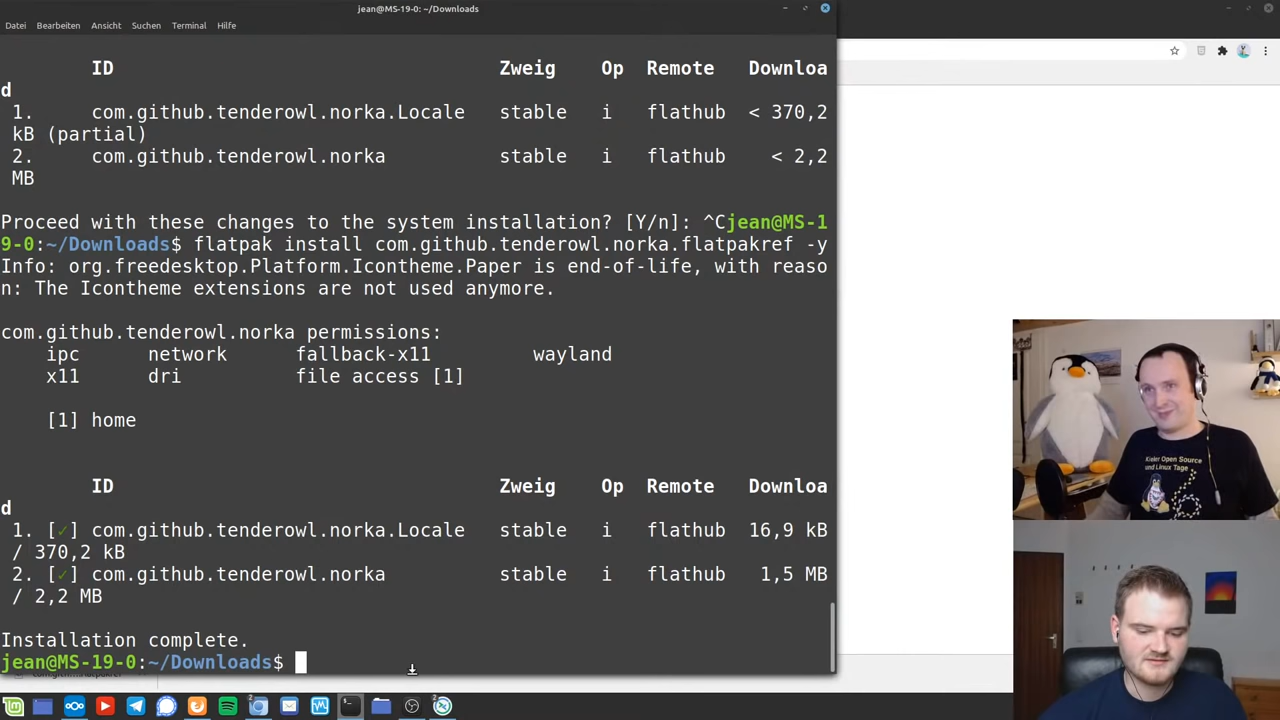 jean@MS-19-0: ~/Downloads
Datei Bearbeiten Ansicht Suchen Terminal Hilfe
ID Zweig Op Remote Downloa
d
1. com.github.tenderowl.norka.Locale stable i flathub < 370,2
kB (partial)
2. com.github.tenderowl.norka stable i flathub < 2,2
MB
Proceed with these changes to the system installation? [Y/n]: ^Cjean@MS-1
9-0:~/Downloads$ flatpak install com.github.tenderowl.norka.flatpakref -y
Info: org.freedesktop.Platform.Icontheme.Paper is end-of-life, with reaso
n: The Icontheme extensions are not used anymore.
com.github.tenderowl.norka permissions:
ipc network fallback-x11 wayland
x11 dri file access [1]
[1] home
ID Zweig Op Remote Downloa
d
1. [✓] com.github.tenderowl.norka.Locale stable i flathub 16,9 kB
/ 370,2 kB
2. [✓] com.github.tenderowl.norka stable i flathub 1,5 MB
/ 2,2 MB
Installation complete.
jean@MS-19-0:~/Downloads$
Kieler Open Source
und Linux Tage